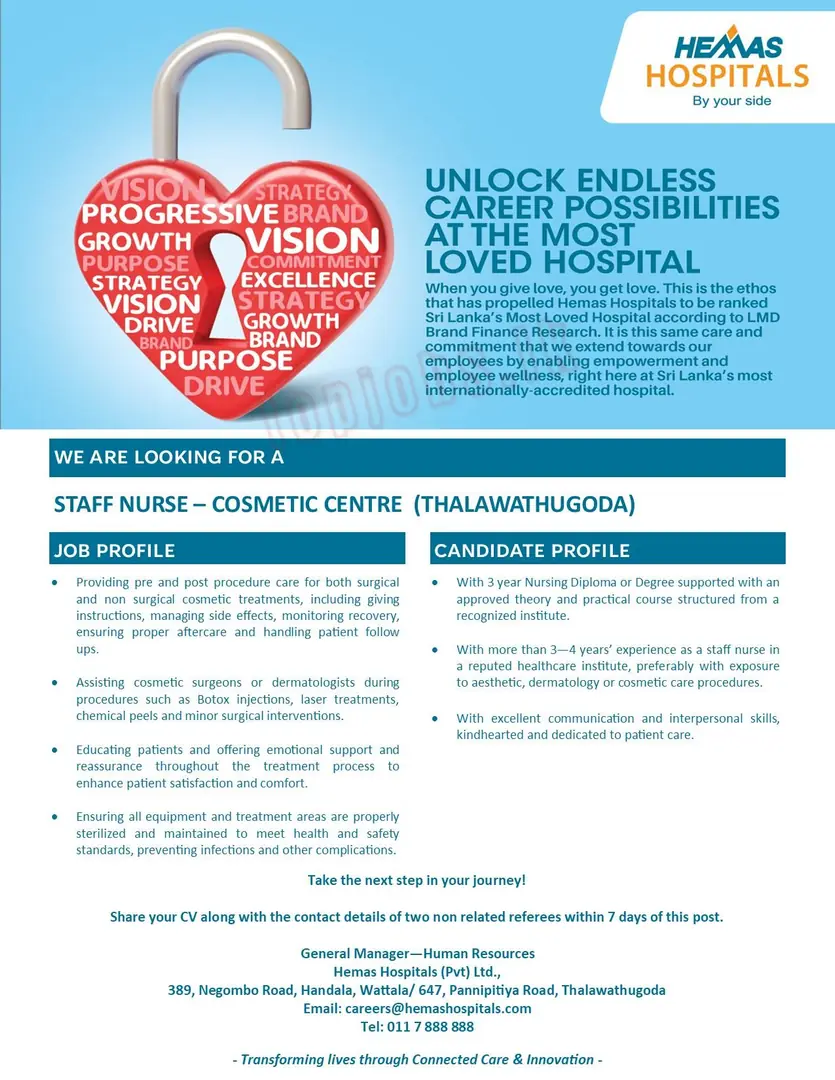 HEMAS
HOSPITALS
By your side
VISION STRATEGY
PROGRESSIVE BRAND
GROWTH VISION
PURPOSE COMMITMENT
STRATEGY EXCELLENCE
VISION STRATEGY
DRIVE GROWTH
BRAND BRAND
PURPOSE
DRIVE
UNLOCK ENDLESS
CAREER POSSIBILITIES
AT THE MOST
LOVED HOSPITAL
When you give love, you get love. This is the ethos
that has propelled Hemas Hospitals to be ranked
Sri Lanka's Most Loved Hospital according to LMD
Brand Finance Research. It is this same care and
commitment that we extend towards our
employees by enabling empowerment and
employee wellness, right here at Sri Lanka's most
internationally-accredited hospital.
WE ARE LOOKING FOR A
STAFF NURSE – COSMETIC CENTRE (THALAWATHUGODA)
JOB PROFILE
• Providing pre and post procedure care for both surgical
and non surgical cosmetic treatments, including giving
instructions, managing side effects, monitoring recovery,
ensuring proper aftercare and handling patient follow
ups.
• Assisting cosmetic surgeons or dermatologists during
procedures such as Botox injections, laser treatments,
chemical peels and minor surgical interventions.
• Educating patients and offering emotional support and
reassurance throughout the treatment process to
enhance patient satisfaction and comfort.
• Ensuring all equipment and treatment areas are properly
sterilized and maintained to meet health and safety
standards, preventing infections and other complications.
CANDIDATE PROFILE
• With 3 year Nursing Diploma or Degree supported with an
approved theory and practical course structured from a
recognized institute.
• With more than 3—4 years' experience as a staff nurse in
a reputed healthcare institute, preferably with exposure
to aesthetic, dermatology or cosmetic care procedures.
• With excellent communication and interpersonal skills,
kindhearted and dedicated to patient care.
Take the next step in your journey!
Share your CV along with the contact details of two non related referees within 7 days of this post.
General Manager—Human Resources
Hemas Hospitals (Pvt) Ltd.,
389, Negombo Road, Handala, Wattala/ 647, Pannipitiya Road, Thalawathugoda
Email: careers@hemashospitals.com
Tel: 011 7 888 888
- Transforming lives through Connected Care & Innovation -